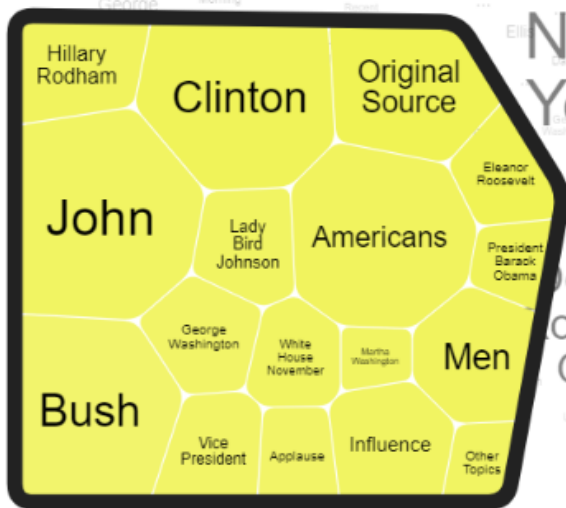 George
Hillary
Rodham
Clinton
Original
Source
Eleanor
Roosevelt
John
Lady
Bird
Johnson
Americans
President
Barack
Obama
George
Washington
White
House
November
Martha
Washington
Men
Bush
Vice
President
Applause
Influence
Other
Topics